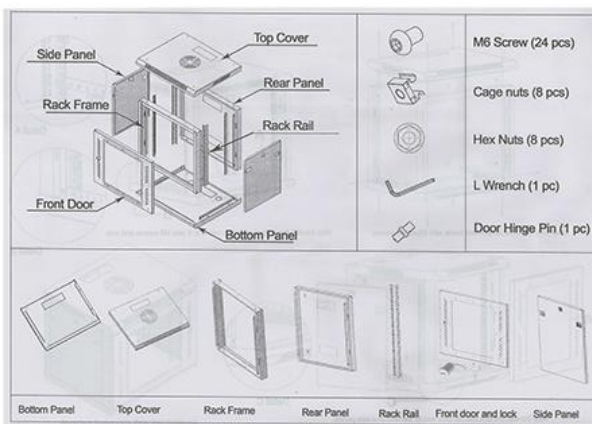 Top Cover
Side Panel
Rear Panel
Rack Frame
Rack Rail
Front Door
Bottom Panel
M6 Screw (24 pcs)
Cage nuts (8 pcs)
Hex Nuts (8 pcs)
L Wrench (1 pc)
Door Hinge Pin (1 pc)
Bottom Panel
Top Cover
Rack Frame
Rear Panel
Rack Rail
Front door and lock
Side Panel